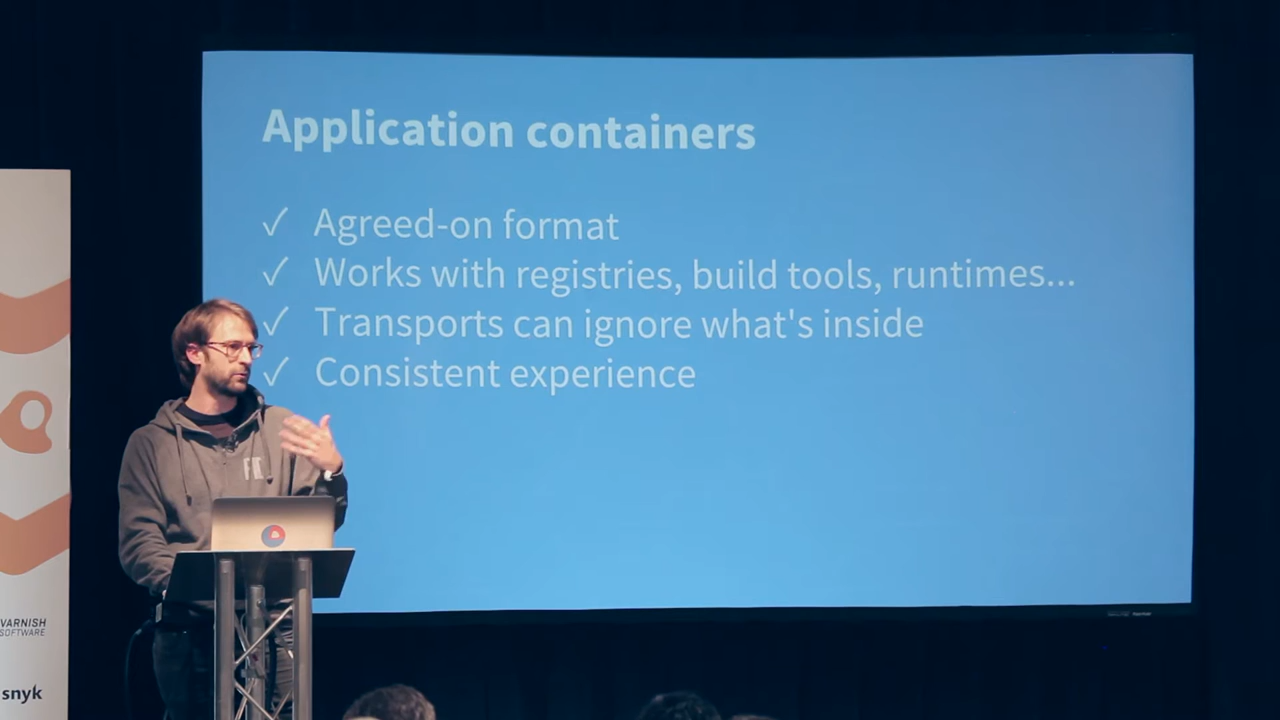 Application containers
✓ Agreed-on format
✓ Works with registries, build tools, runtimes...
✓ Transports can ignore what's inside
✓ Consistent experience
VARNISH
SOFTWARE
snyk